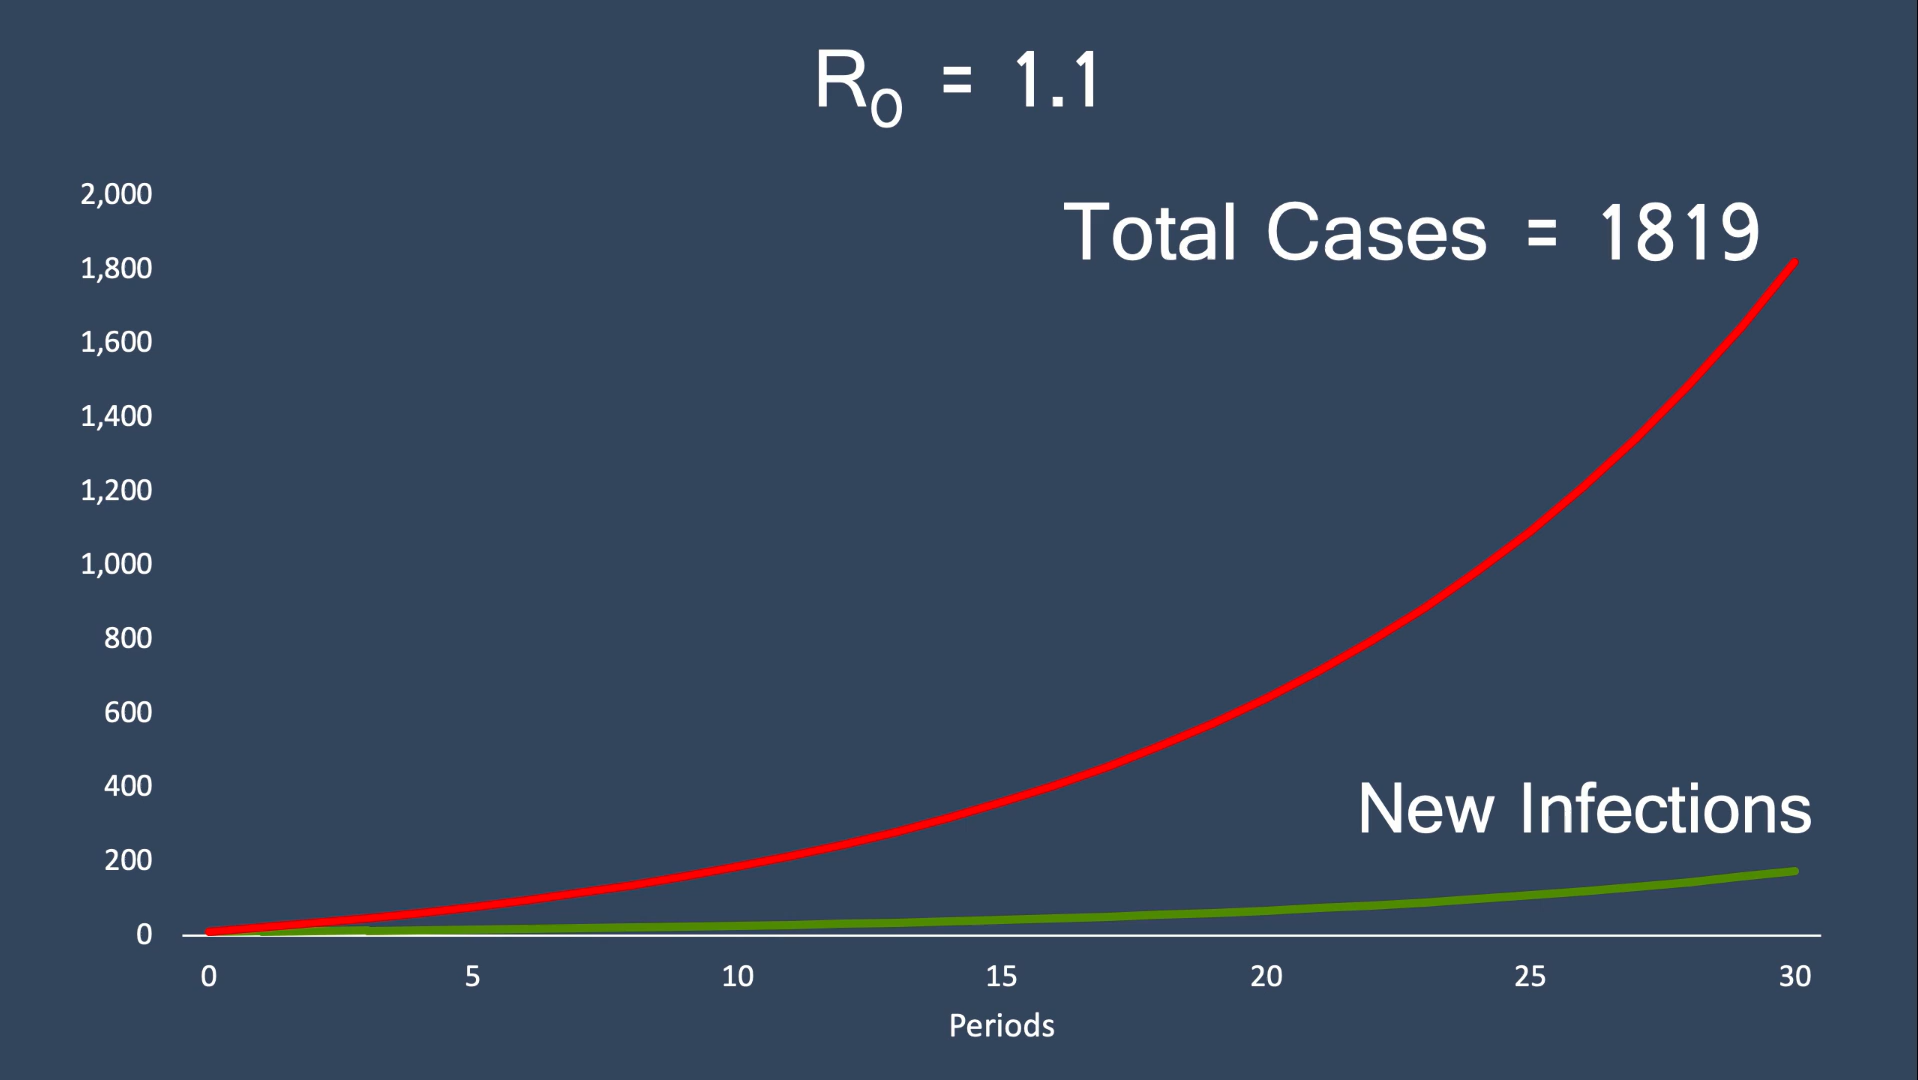 R₀ = 1.1
Total Cases = 1819
2,000
1,800
1,600
1,400
1,200
1,000
800
600
400
200
0
New Infections
0 5 10 15 20 25 30
Periods